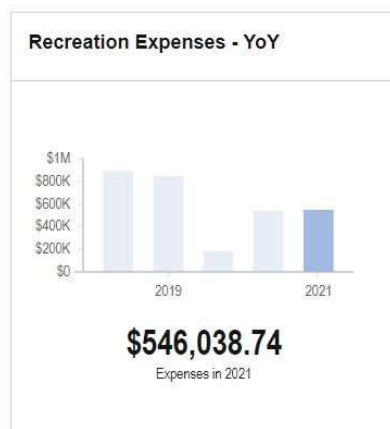 Recreation Expenses - YoY
$1M
$800K
$600K
$400K
$200K
$0
2019
2021
$546,038.74
Expenses in 2021